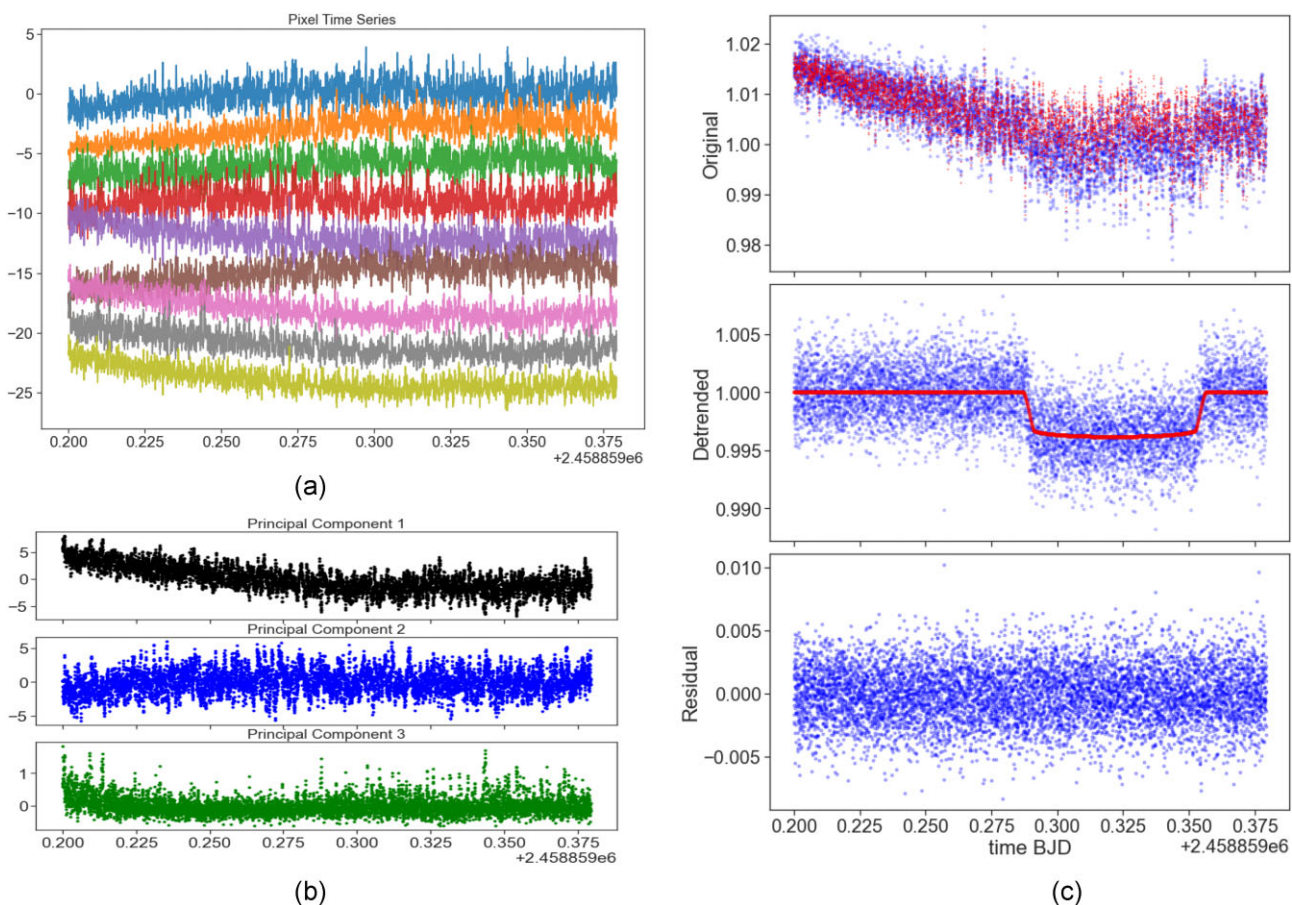 Pixel Time Series
5
0
−5
−10
−15
−20
−25
0.200 0.225 0.250 0.275 0.300 0.325 0.350 0.375
+2.458859e6
(a)
Principal Component 1
5
0
−5
Principal Component 2
5
0
−5
Principal Component 3
1
0
0.200 0.225 0.250 0.275 0.300 0.325 0.350 0.375
+2.458859e6
(b)
Original
1.02
1.01
1.00
0.99
0.98
Detrended
1.005
1.000
0.995
0.990
Residual
0.010
0.005
0.000
−0.005
0.200 0.225 0.250 0.275 0.300 0.325 0.350 0.375
time BJD
+2.458859e6
(c)